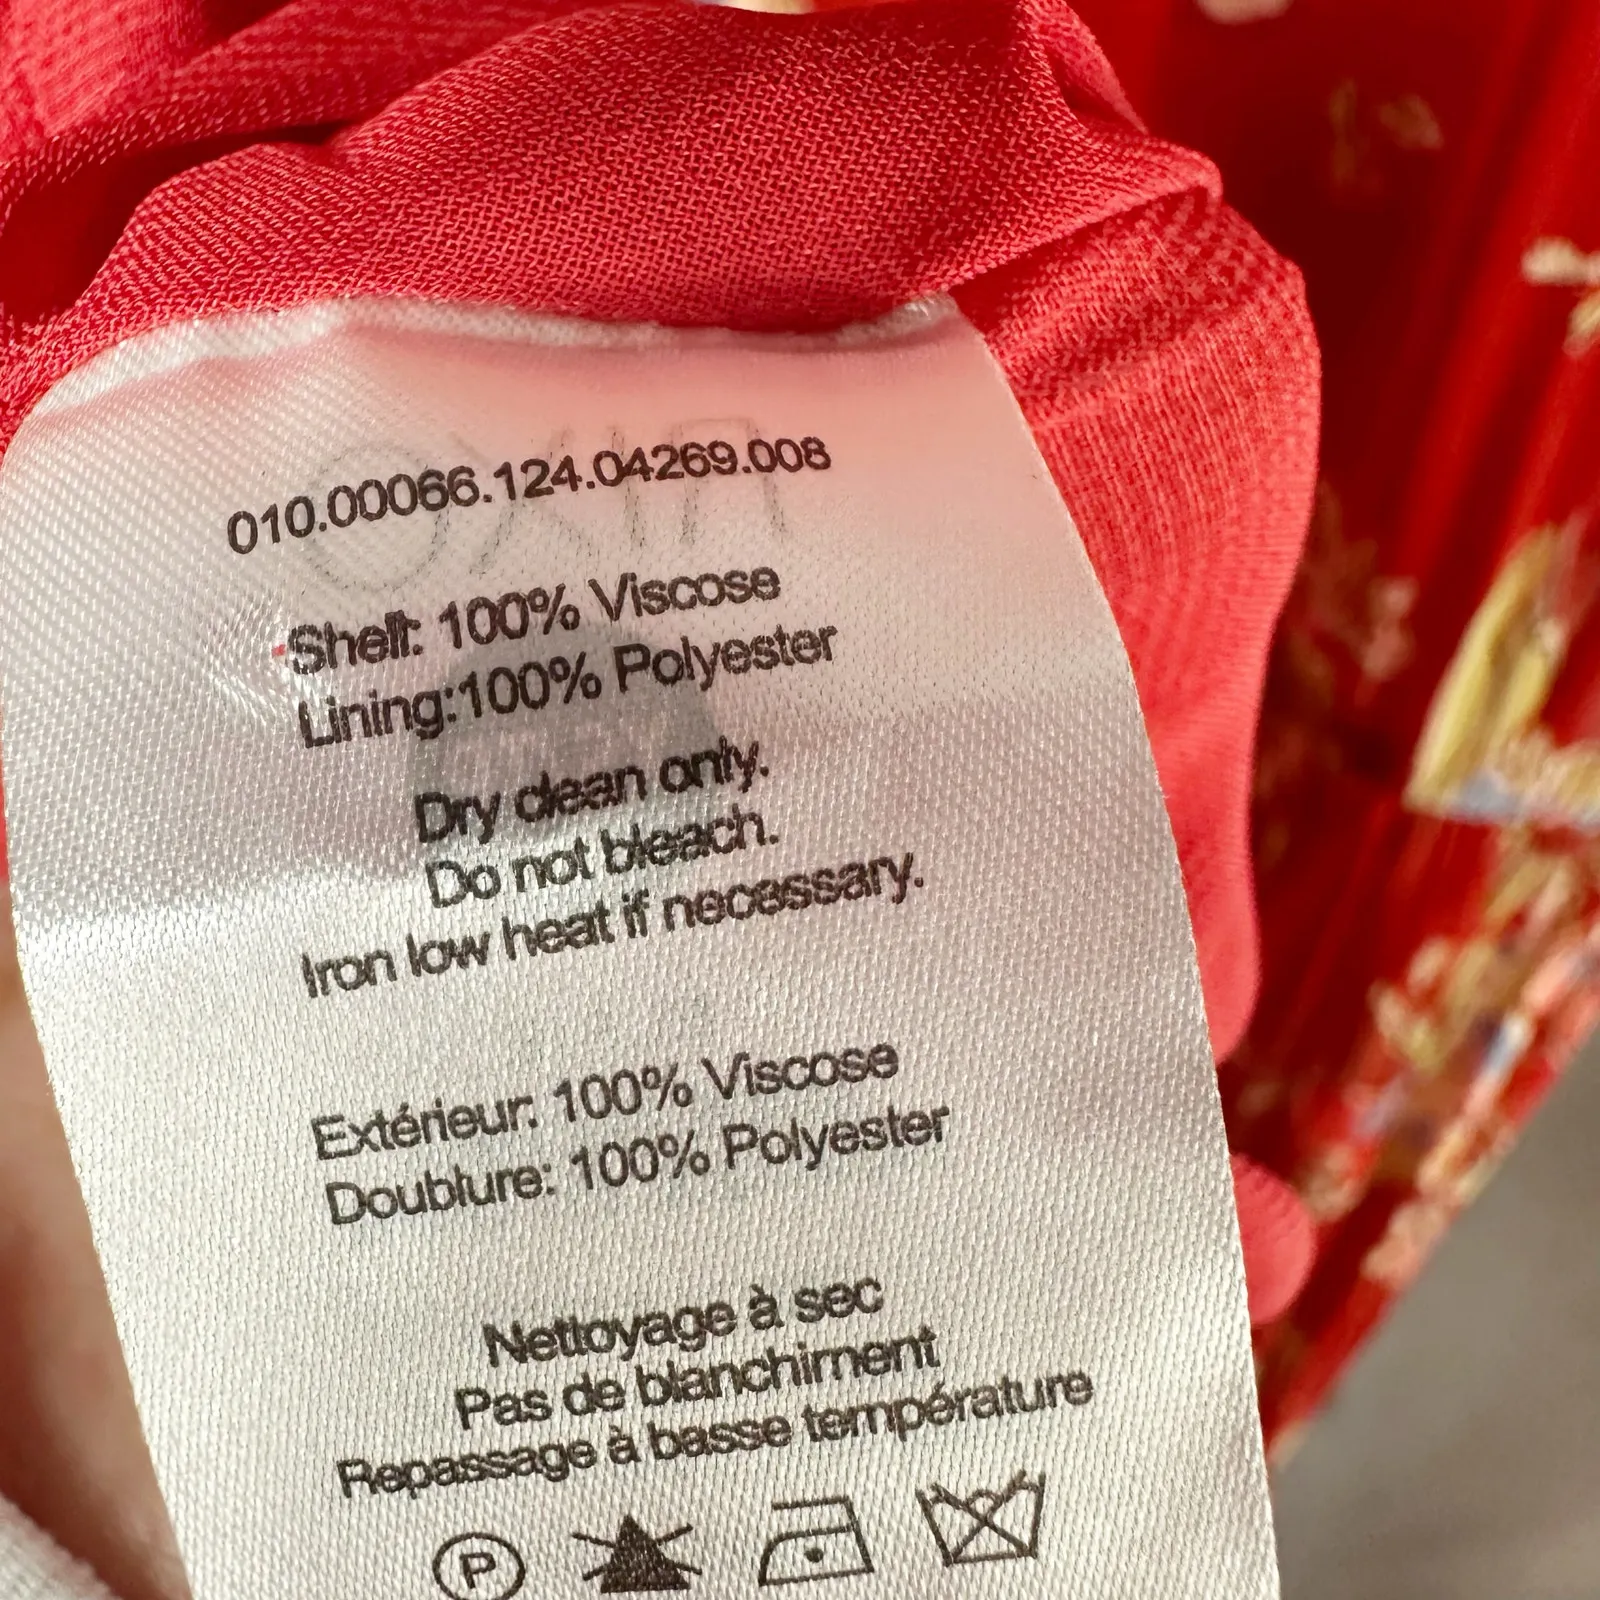 010.00066.124.04269.008
Shell: 100% Viscose
Lining:100% Polyester
Dry clean only.
Do not bleach.
Iron low heat if necessary.
Extérieur: 100% Viscose
Doublure: 100% Polyester
Nettoyage à sec
Pas de blanchiment
Repassage à basse température
P